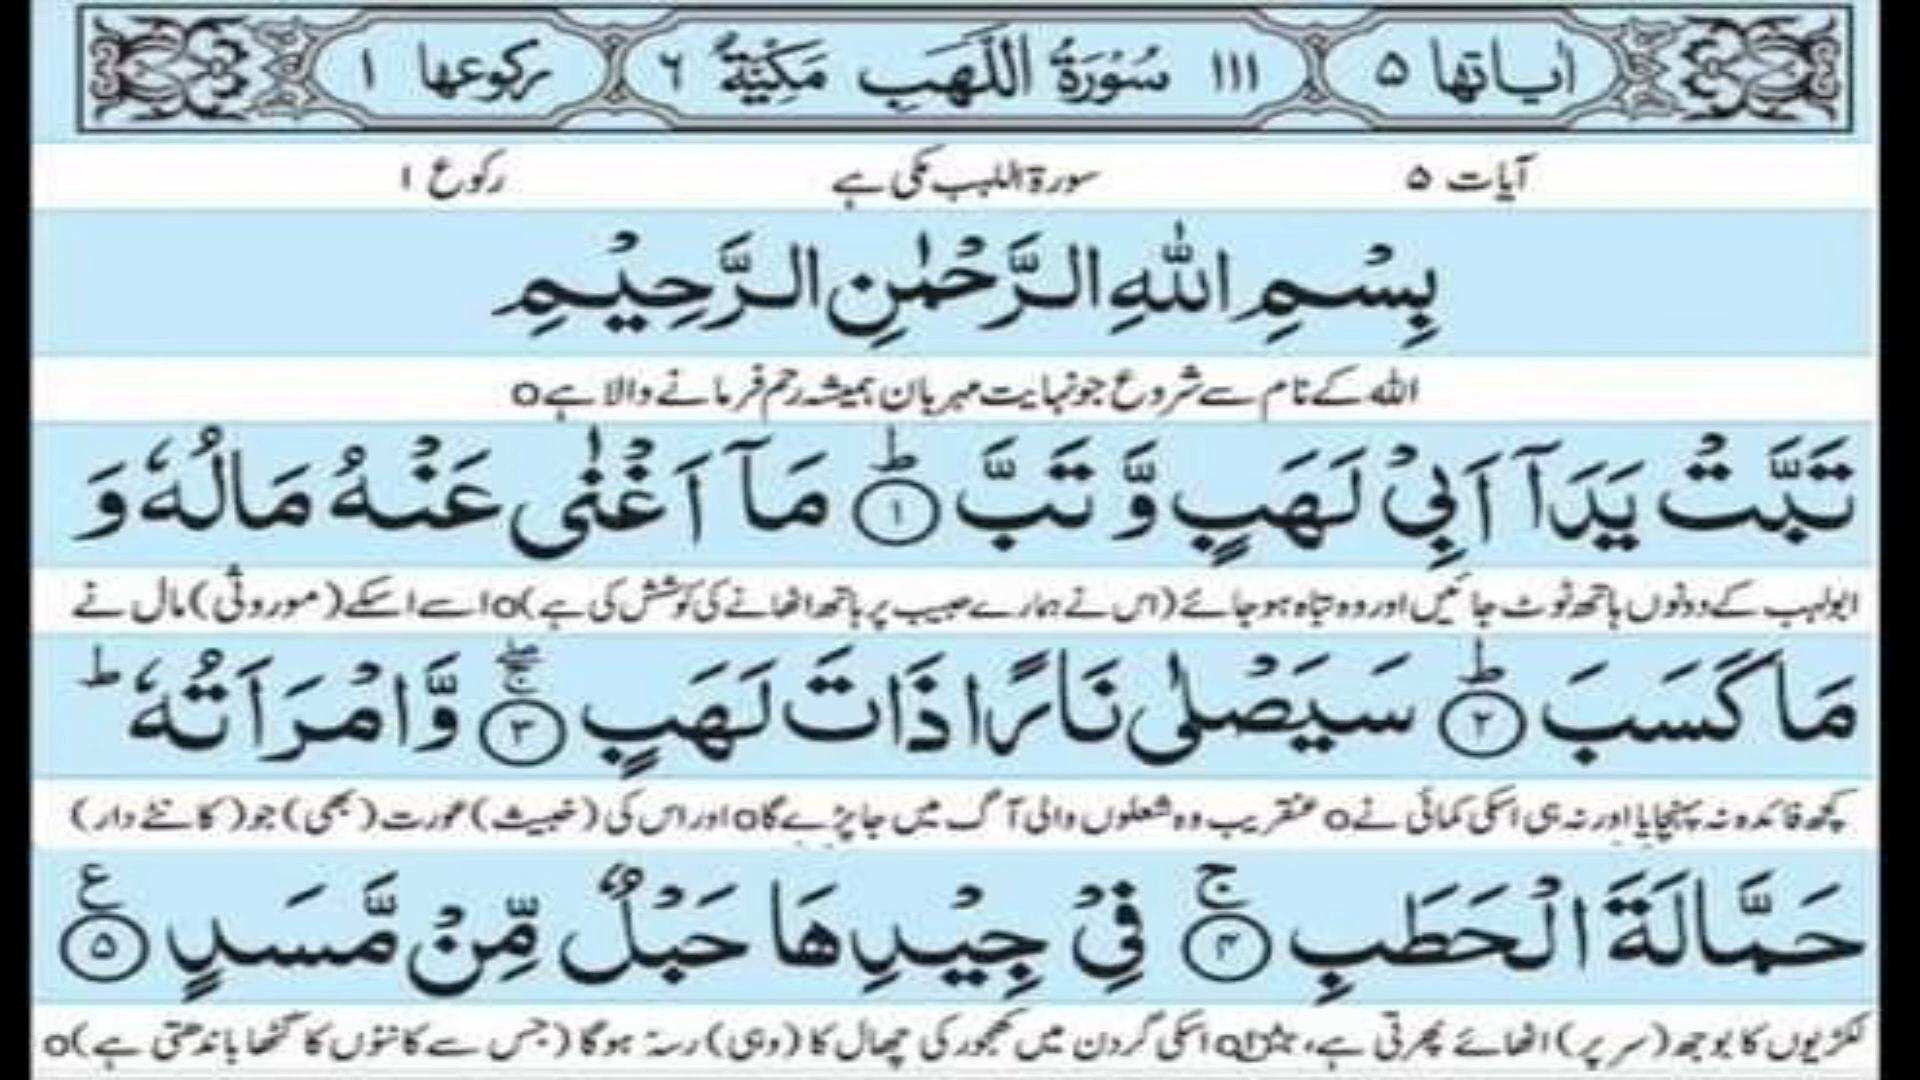 اٰیاتھا ۵ ۱۱۱ سُوْرَۃُ اللَّهَبِ مَكِّیَّةٌ ۶ رکوعھا ۱
آیات ۵ سورۃ اللہب مکی ہے رکوع ۱
بِسْمِ اللّٰهِ الرَّحْمٰنِ الرَّحِیْمِ
اللہ کے نام سے شروع جو نہایت مہربان ہمیشہ رحم فرمانے والا ہے o
تَبَّتْ یَدَاۤ اَبِیْ لَهَبٍ وَّ تَبَّ ؕ۝۱ مَاۤ اَغْنٰی عَنْهُ مَالُهٗ وَ
ابولہب کے دونوں ہاتھ ٹوٹ جائیں اور وہ تباہ ہو جائے (اس نے ہمارے حبیب پر ہاتھ اٹھانے کی کوشش کی ہے)o اسے اسکے (موروثی) مال نے
مَا كَسَبَ ؕ۝۲ سَیَصْلٰی نَارًا ذَاتَ لَهَبٍ ۚۖ۝۳ وَّ امْرَاَتُهٗ ؕ
کچھ فائدہ نہ پہنچایا اور نہ ہی اسکی کمائی نے o عنقریب وہ شعلوں والی آگ میں جا پڑے گا o اور اس کی (خبیث) عورت (بھی) جو (کانٹے دار)
حَمَّالَةَ الْحَطَبِ ۚ۝۴ فِیْ جِیْدِهَا حَبْلٌ مِّنْ مَّسَدٍ ۝۵ ع
لکڑیوں کا بوجھ (سر پر) اٹھائے پھرتی ہے، اسکی گردن میں کھجور کی چھال کا (وہی) رسہ ہوگا (جس سے کانٹوں کا گٹھا باندھتی ہے)o